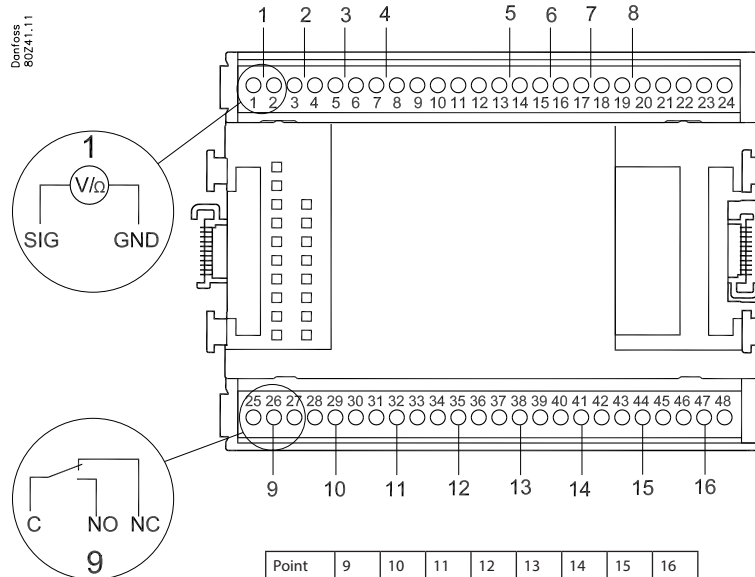 Danfoss
80Z41.11
1 2 3 4 5 6 7 8
1 2 3 4 5 6 7 8 9 10 11 12 13 14 15 16 17 18 19 20 21 22 23 24
1
V/Ω
SIG GND
25 26 27 28 29 30 31 32 33 34 35 36 37 38 39 40 41 42 43 44 45 46 47 48
9 10 11 12 13 14 15 16
C NO NC
9
Point 9 10 11 12 13 14 15 16